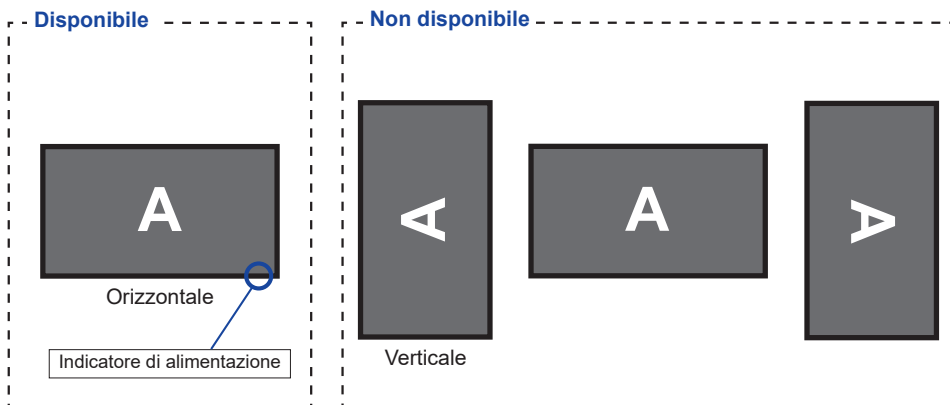 Disponibile
Non disponibile
A
A
A
A
Orizzontale
Indicatore di alimentazione
Verticale